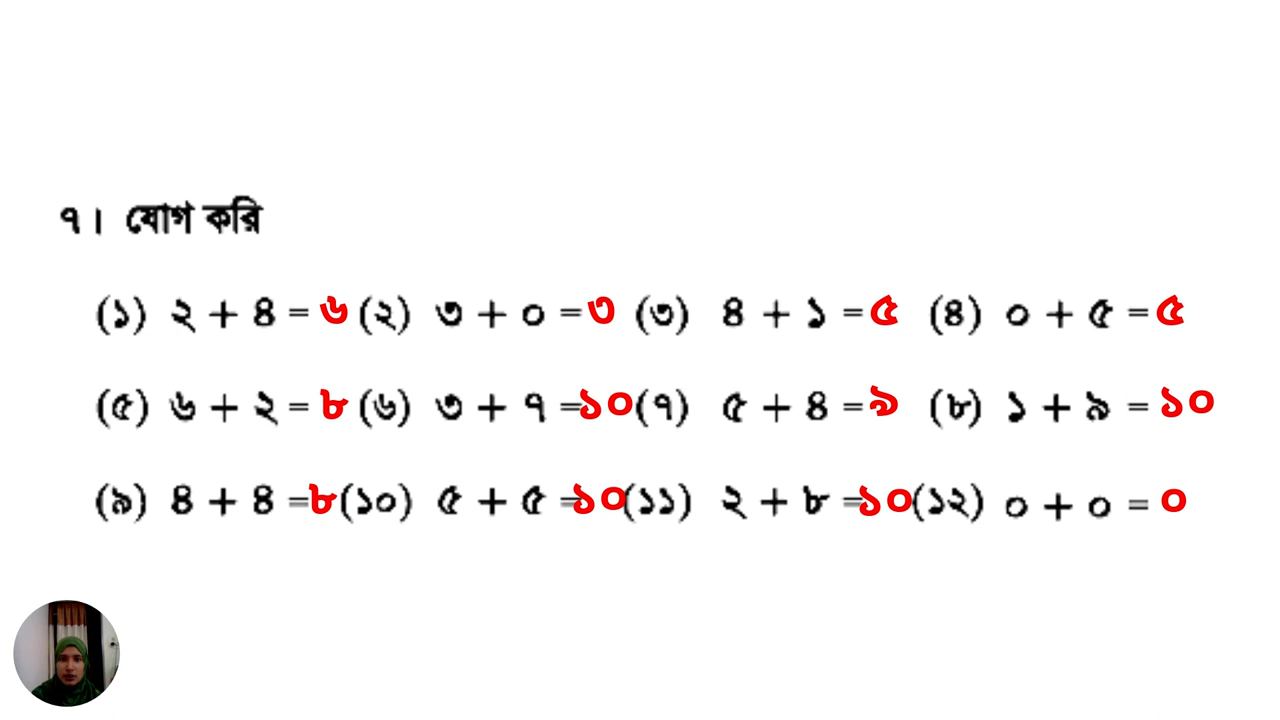 ৭। যোগ করি
(১) ২ + ৪ = ৬ (২) ৩ + ০ = ৩ (৩) ৪ + ১ = ৫ (৪) ০ + ৫ = ৫
(৫) ৬ + ২ = ৮ (৬) ৩ + ৭ = ১০ (৭) ৫ + ৪ = ৯ (৮) ১ + ৯ = ১০
(৯) ৪ + ৪ = ৮ (১০) ৫ + ৫ = ১০ (১১) ২ + ৮ = ১০ (১২) ০ + ০ = ০